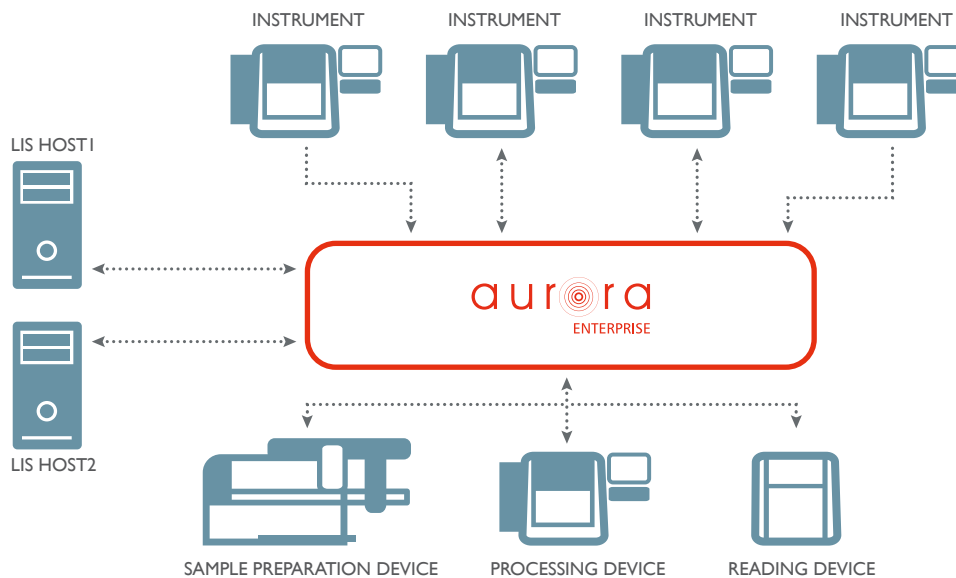 INSTRUMENT INSTRUMENT INSTRUMENT INSTRUMENT
LIS HOST1
aurora
ENTERPRISE
LIS HOST2
SAMPLE PREPARATION DEVICE PROCESSING DEVICE READING DEVICE